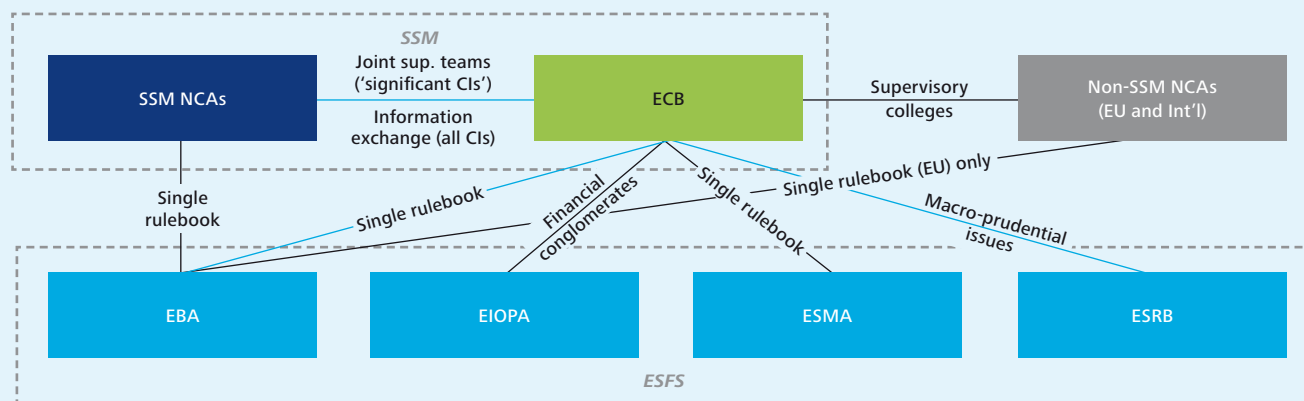 SSM
SSM NCAs
Joint sup. teams
(‘significant CIs’)
Information
exchange (all CIs)
ECB
Supervisory
colleges
Non-SSM NCAs
(EU and Int’l)
Single
rulebook
Single rulebook
Financial
conglomerates
Single rulebook
Single rulebook (EU) only
Macro-prudential
issues
EBA
EIOPA
ESMA
ESRB
ESFS